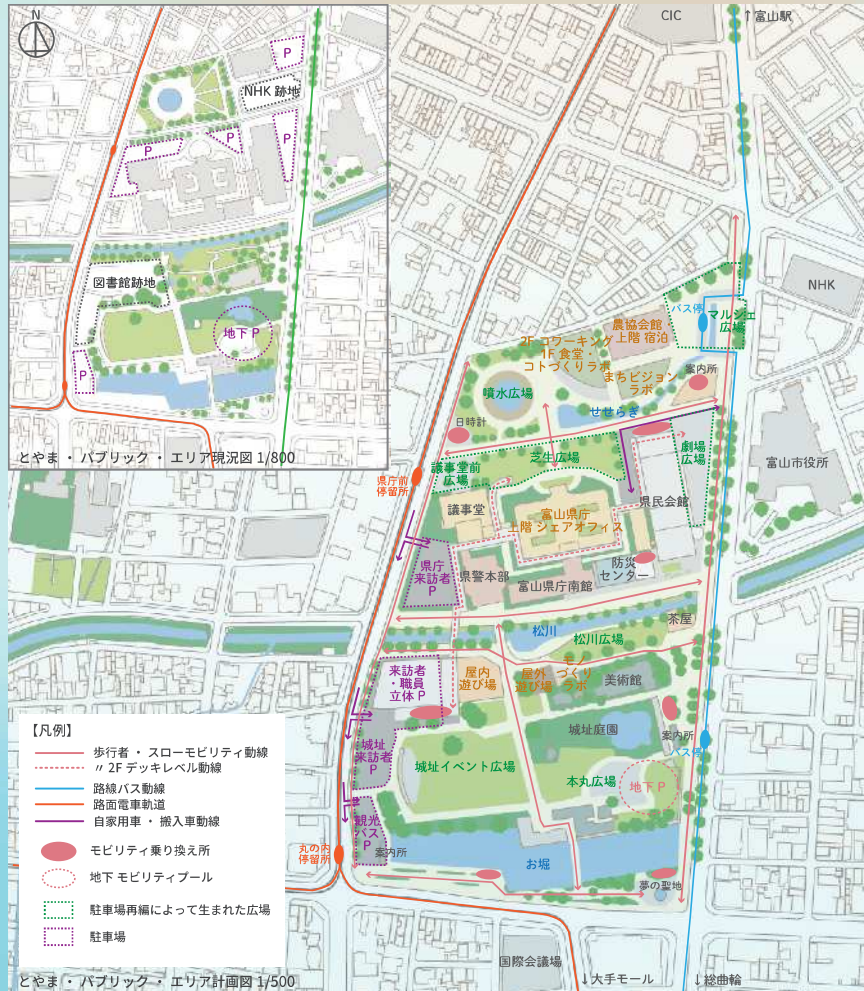 P
NHK 跡地
P
P
P
図書館跡地
地下 P
P
とやま ・ パブリック ・ エリア現況図 1/800
CIC
↑富山駅
NHK
バス停
マルシェ
広場
農協会館
上階 宿泊
2F コワーキング
1F 食堂・
コトづくりラボ
まちビジョン
ラボ
案内所
噴水広場
せせらぎ
日時計
劇場
広場
芝生広場
議事堂前
広場
富山市役所
県庁前
停留所
県民会館
議事堂
富山県庁
上階 シェアオフィス
県庁
来訪者
P
県警本部
防災
センター
富山県庁南館
茶屋
松川
松川広場
来訪者
・職員
立体 P
屋内
遊び場
屋外
遊び場
モノ
づくり
ラボ
美術館
城址庭園
案内所
バス停
城址
来訪者
P
城址イベント広場
本丸広場
地下 P
観光
バス
P
丸の内
停留所
案内所
お堀
夢の聖地
国際会議場
↓大手モール
↓総曲輪
【凡例】
歩行者 ・ スローモビリティ動線
〃 2F デッキレベル動線
路線バス動線
路面電車軌道
自家用車 ・ 搬入車動線
モビリティ乗り換え所
地下 モビリティプール
駐車場再編によって生まれた広場
駐車場
とやま ・ パブリック ・ エリア計画図 1/500